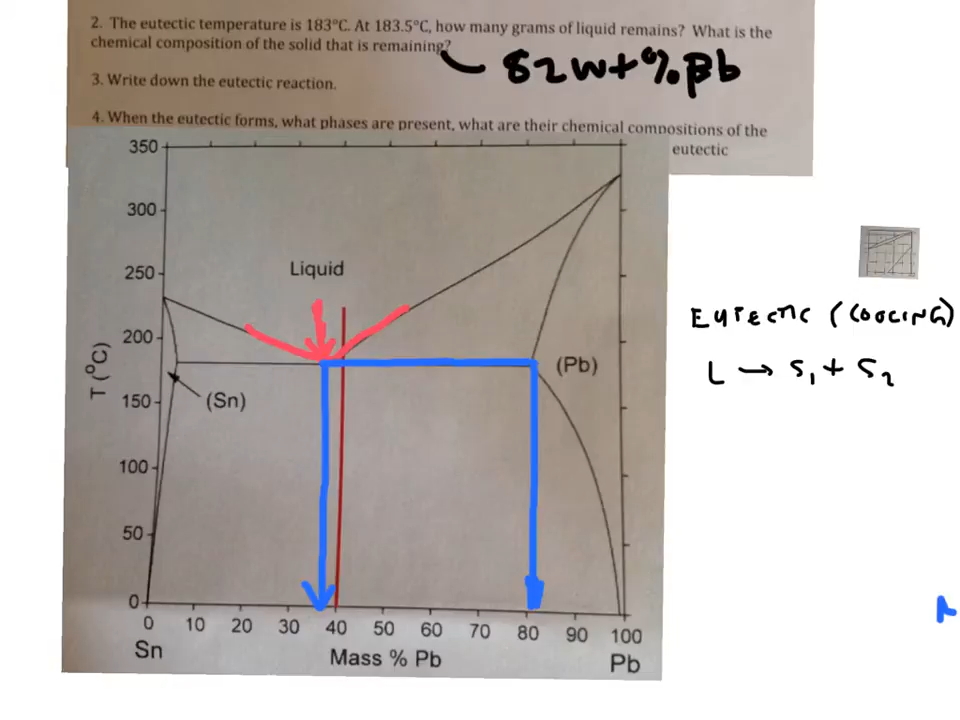 2. The eutectic temperature is 183°C. At 183.5°C, how many grams of liquid remains? What is the
chemical composition of the solid that is remaining?
82wt%Pb
3. Write down the eutectic reaction.
4. When the eutectic forms, what phases are present, what are their chemical compositions of the
eutectic
350
300
250
200
150
100
50
0
T (°C)
Liquid
(Sn)
(Pb)
0 10 20 30 40 50 60 70 80 90 100
Sn
Mass % Pb
Pb
EUTECTIC (COOLING)
L → S1 + S2